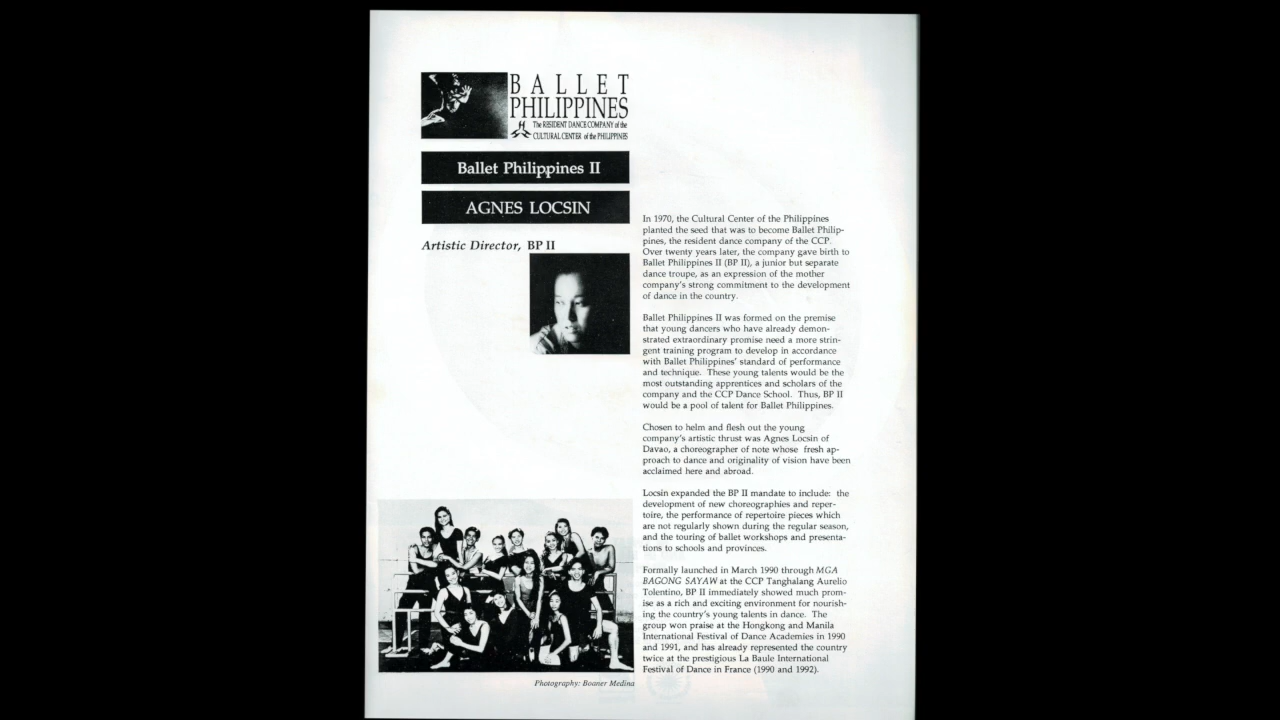 BALLET
PHILIPPINES
The RESIDENT DANCE COMPANY of the
CULTURAL CENTER of the PHILIPPINES
Ballet Philippines II
AGNES LOCSIN
Artistic Director, BP II
In 1970, the Cultural Center of the Philippines
planted the seed that was to become Ballet Philip-
pines, the resident dance company of the CCP.
Over twenty years later, the company gave birth to
Ballet Philippines II (BP II), a junior but separate
dance troupe, as an expression of the mother
company's strong commitment to the development
of dance in the country.
Ballet Philippines II was formed on the premise
that young dancers who have already demon-
strated extraordinary promise need a more strin-
gent training program to develop in accordance
with Ballet Philippines' standard of performance
and technique. These young talents would be the
most outstanding apprentices and scholars of the
company and the CCP Dance School. Thus, BP II
would be a pool of talent for Ballet Philippines.
Chosen to helm and flesh out the young
company's artistic thrust was Agnes Locsin of
Davao, a choreographer of note whose fresh ap-
proach to dance and originality of vision have been
acclaimed here and abroad.
Locsin expanded the BP II mandate to include: the
development of new choreographies and reper-
toire, the performance of repertoire pieces which
are not regularly shown during the regular season,
and the touring of ballet workshops and presenta-
tions to schools and provinces.
Formally launched in March 1990 through MGA
BAGONG SAYAW at the CCP Tanghalang Aurelio
Tolentino, BP II immediately showed much prom-
ise as a rich and exciting environment for nourish-
ing the country's young talents in dance. The
group won praise at the Hongkong and Manila
International Festival of Dance Academies in 1990
and 1991, and has already represented the country
twice at the prestigious La Baule International
Festival of Dance in France (1990 and 1992).
Photography: Boaner Medina